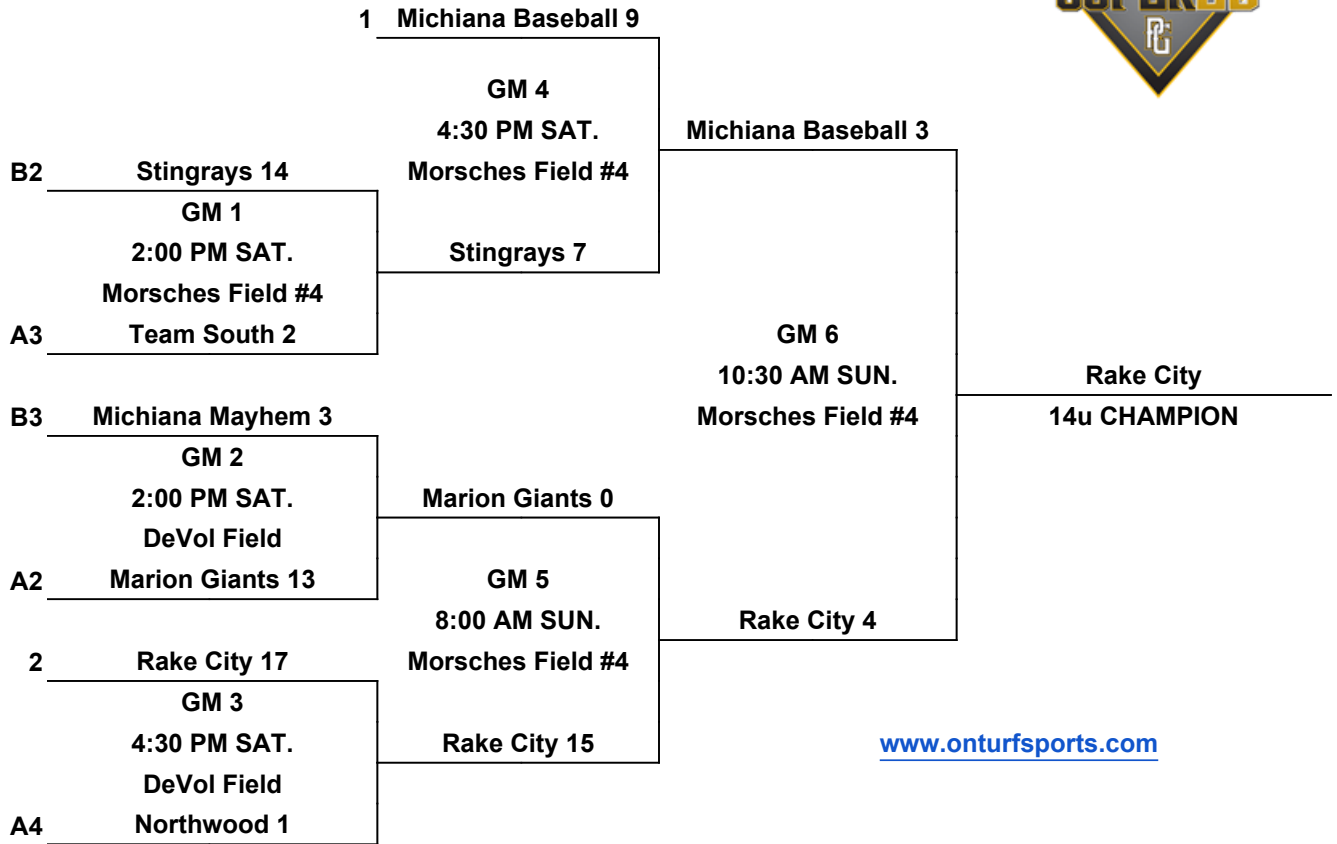 1 Michiana Baseball 9
GM 4
4:30 PM SAT.
Michiana Baseball 3
B2 Stingrays 14
Morsches Field #4
GM 1
2:00 PM SAT.
Stingrays 7
Morsches Field #4
A3 Team South 2
GM 6
10:30 AM SUN.
Rake City
B3 Michiana Mayhem 3
Morsches Field #4
14u CHAMPION
GM 2
2:00 PM SAT.
Marion Giants 0
DeVol Field
A2 Marion Giants 13
GM 5
8:00 AM SUN.
Rake City 4
2 Rake City 17
Morsches Field #4
GM 3
4:30 PM SAT.
Rake City 15
www.onturfsports.com
DeVol Field
A4 Northwood 1